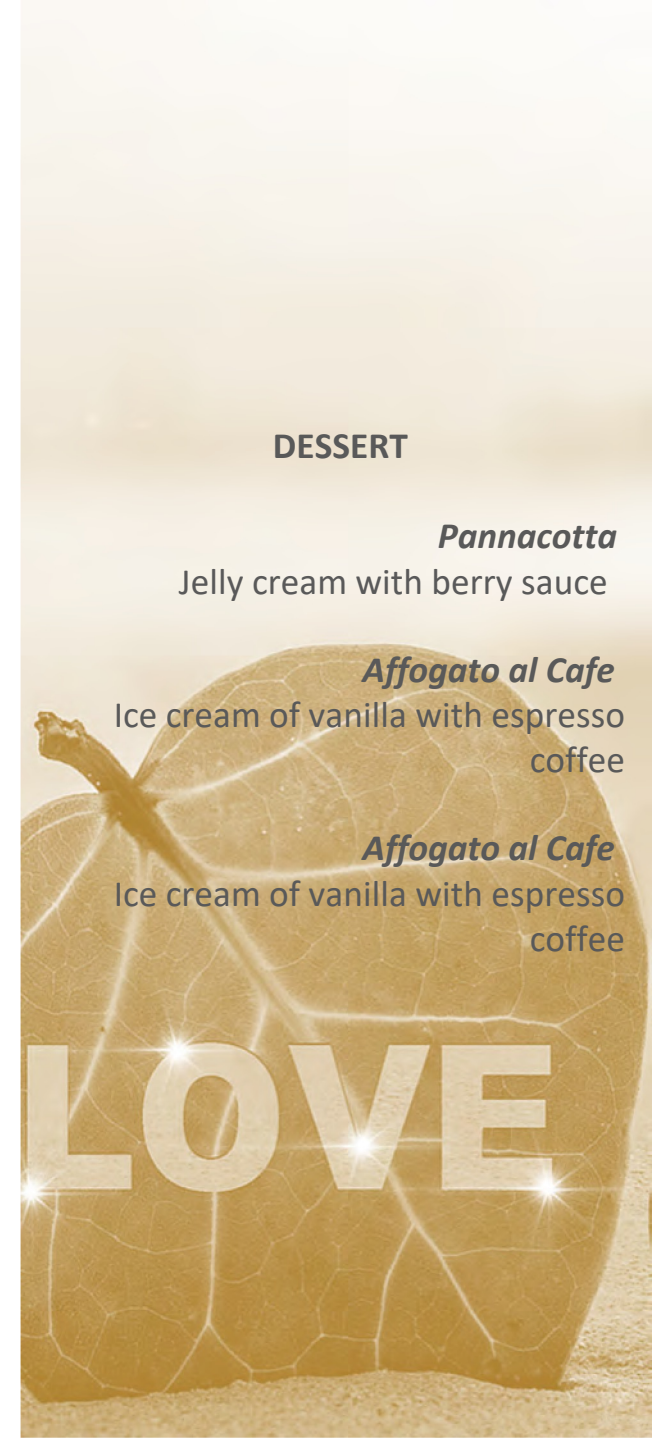 DESSERT
Pannacotta
Jelly cream with berry sauce
Affogato al Cafe
Ice cream of vanilla with espresso
coffee
Affogato al Cafe
Ice cream of vanilla with espresso
coffee
LOVE